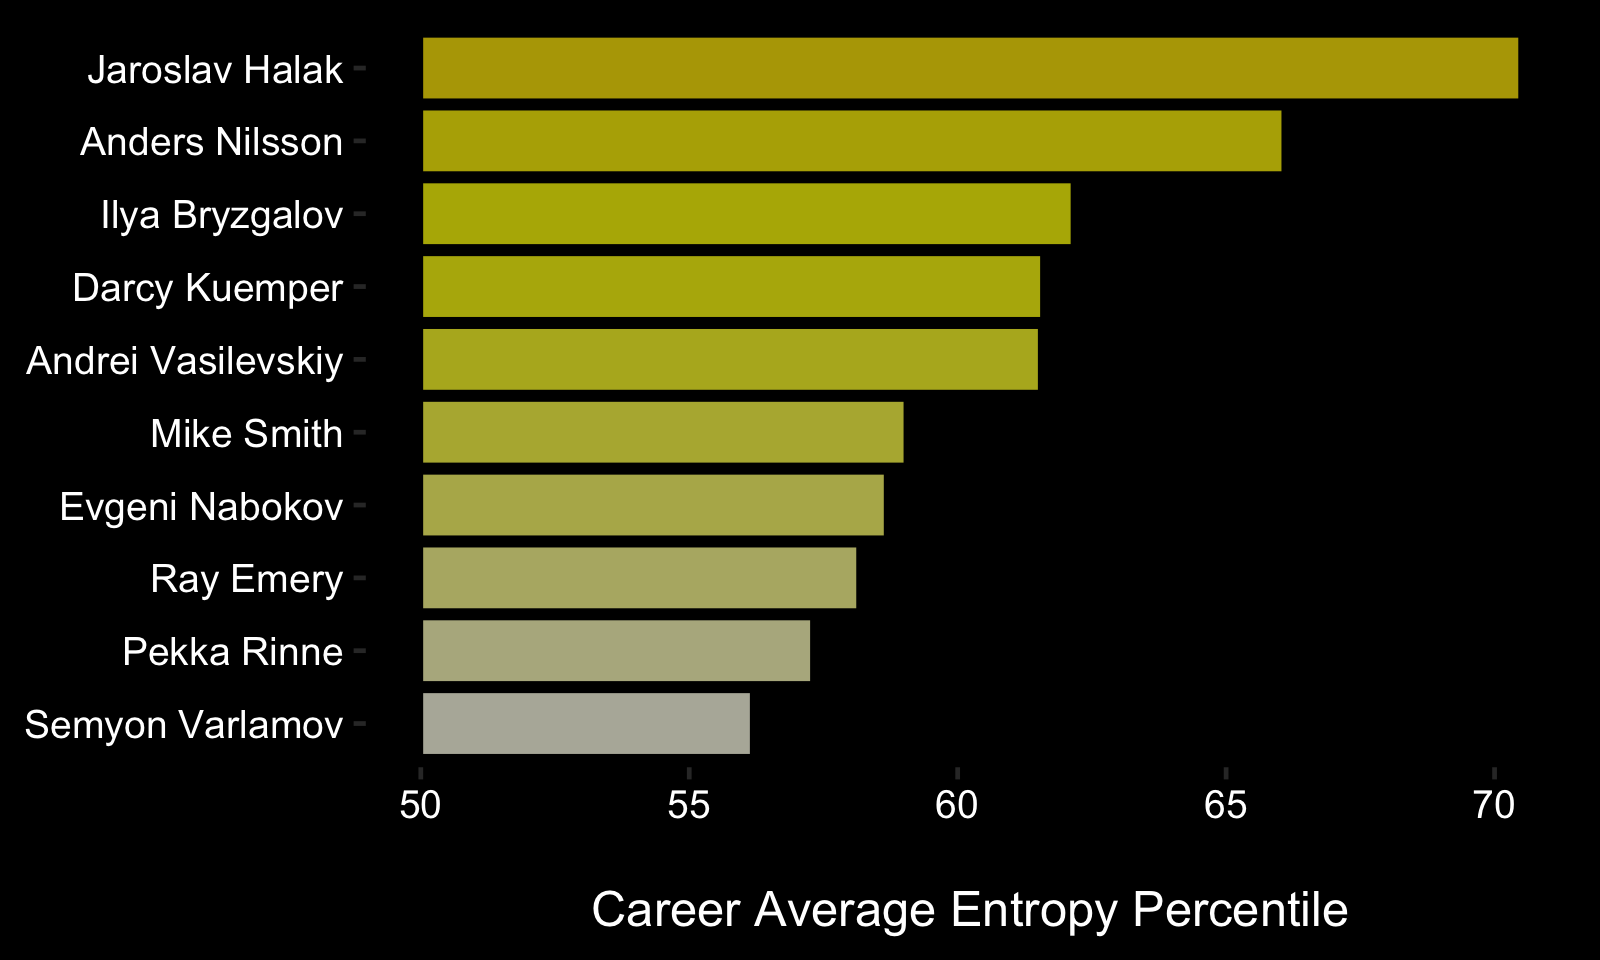 Jaroslav Halak
Anders Nilsson
Ilya Bryzgalov
Darcy Kuemper
Andrei Vasilevskiy
Mike Smith
Evgeni Nabokov
Ray Emery
Pekka Rinne
Semyon Varlamov
50 55 60 65 70
Career Average Entropy Percentile